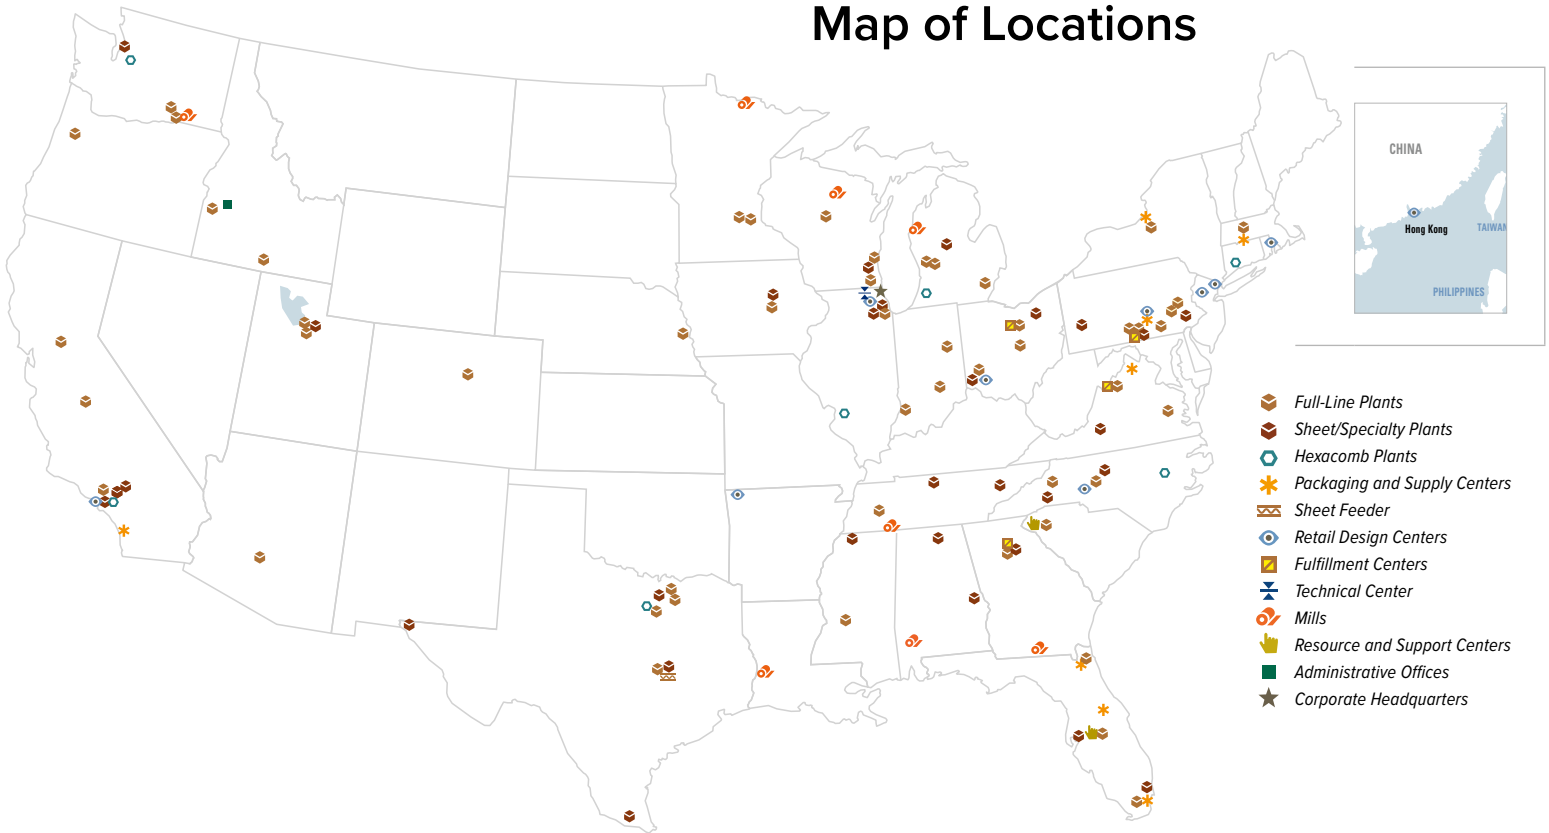 Map of Locations
CHINA
Hong Kong
TAIWAN
PHILIPPINES
Full-Line Plants
Sheet/Specialty Plants
Hexacomb Plants
Packaging and Supply Centers
Sheet Feeder
Retail Design Centers
Fulfillment Centers
Technical Center
Mills
Resource and Support Centers
Administrative Offices
Corporate Headquarters